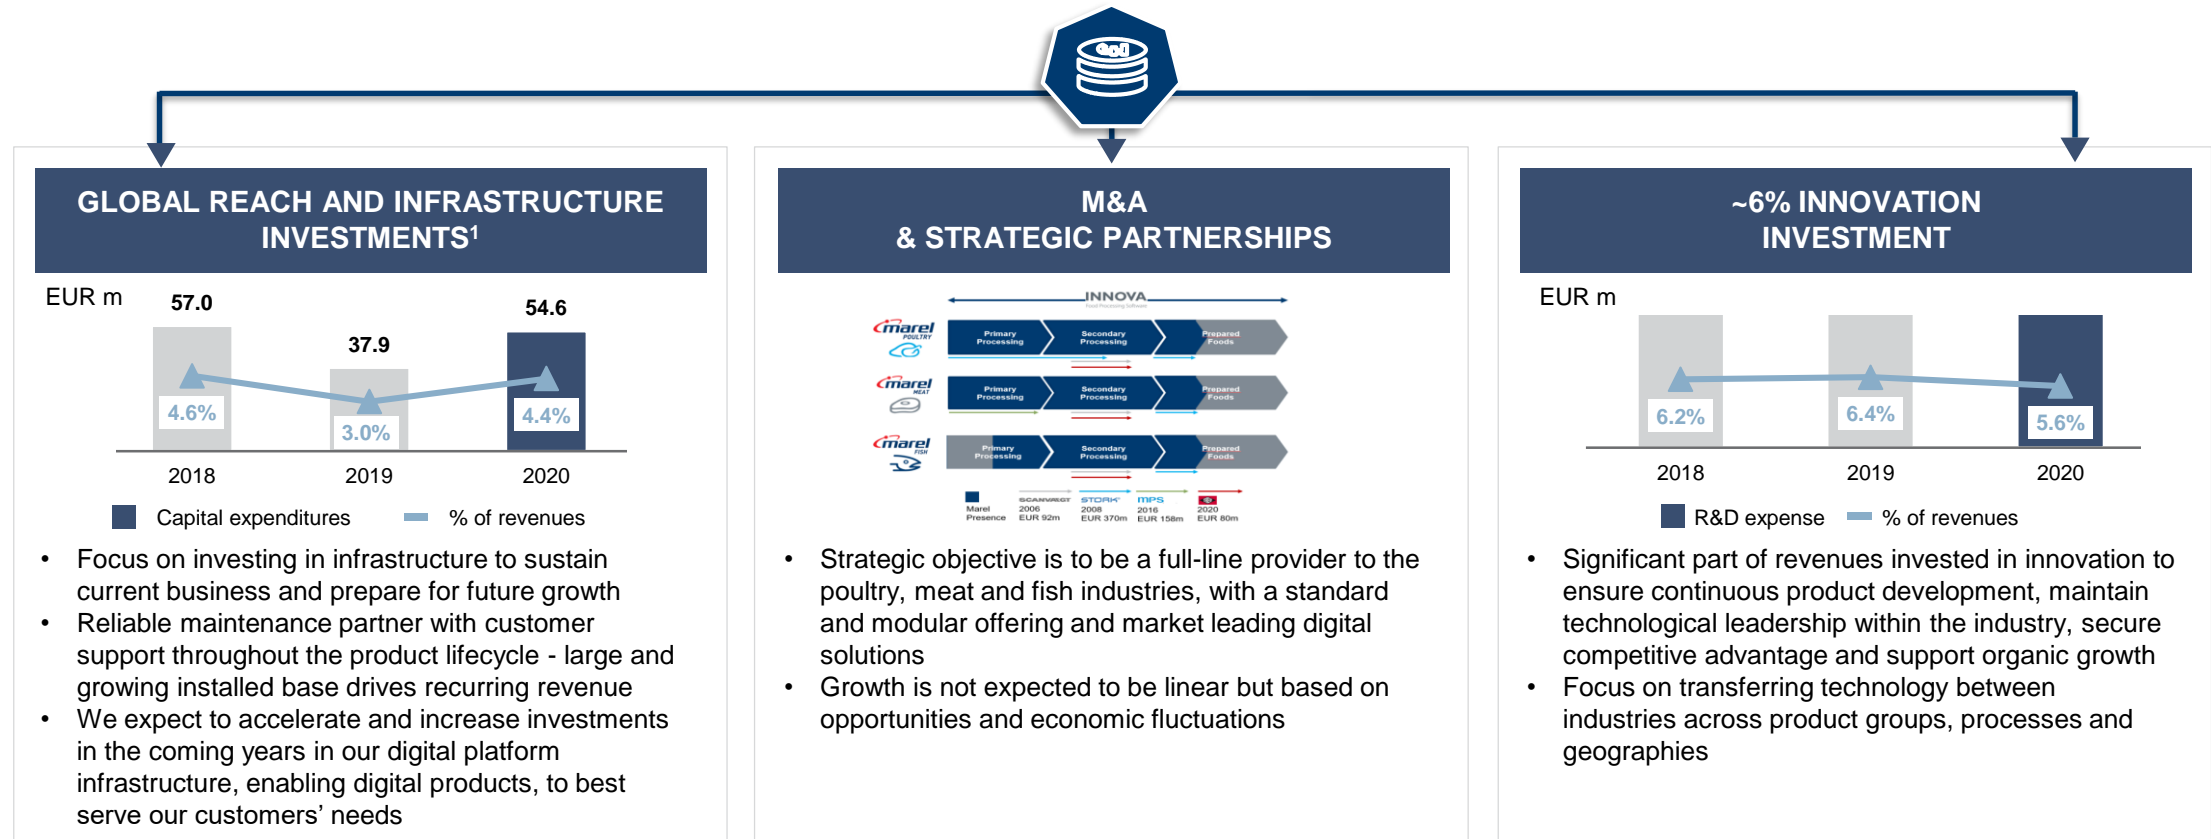 GLOBAL REACH AND INFRASTRUCTURE
INVESTMENTS¹
EUR m
57.0
37.9
54.6
4.6%
3.0%
4.4%
2018
2019
2020
Capital expenditures
% of revenues
• Focus on investing in infrastructure to sustain
current business and prepare for future growth
• Reliable maintenance partner with customer
support throughout the product lifecycle - large and
growing installed base drives recurring revenue
• We expect to accelerate and increase investments
in the coming years in our digital platform
infrastructure, enabling digital products, to best
serve our customers' needs
M&A
& STRATEGIC PARTNERSHIPS
INNOVA
Food Processing Software
marel
POULTRY
Primary
Processing
Secondary
Processing
Prepared
Foods
marel
MEAT
Primary
Processing
Secondary
Processing
Prepared
Foods
marel
FISH
Primary
Processing
Secondary
Processing
Prepared
Foods
Marel
Presence
SCANVAEGT
2006
EUR 92m
STORK
2008
EUR 370m
MPS
2016
EUR 158m
2020
EUR 80m
• Strategic objective is to be a full-line provider to the
poultry, meat and fish industries, with a standard
and modular offering and market leading digital
solutions
• Growth is not expected to be linear but based on
opportunities and economic fluctuations
~6% INNOVATION
INVESTMENT
EUR m
6.2%
6.4%
5.6%
2018
2019
2020
R&D expense
% of revenues
• Significant part of revenues invested in innovation to
ensure continuous product development, maintain
technological leadership within the industry, secure
competitive advantage and support organic growth
• Focus on transferring technology between
industries across product groups, processes and
geographies